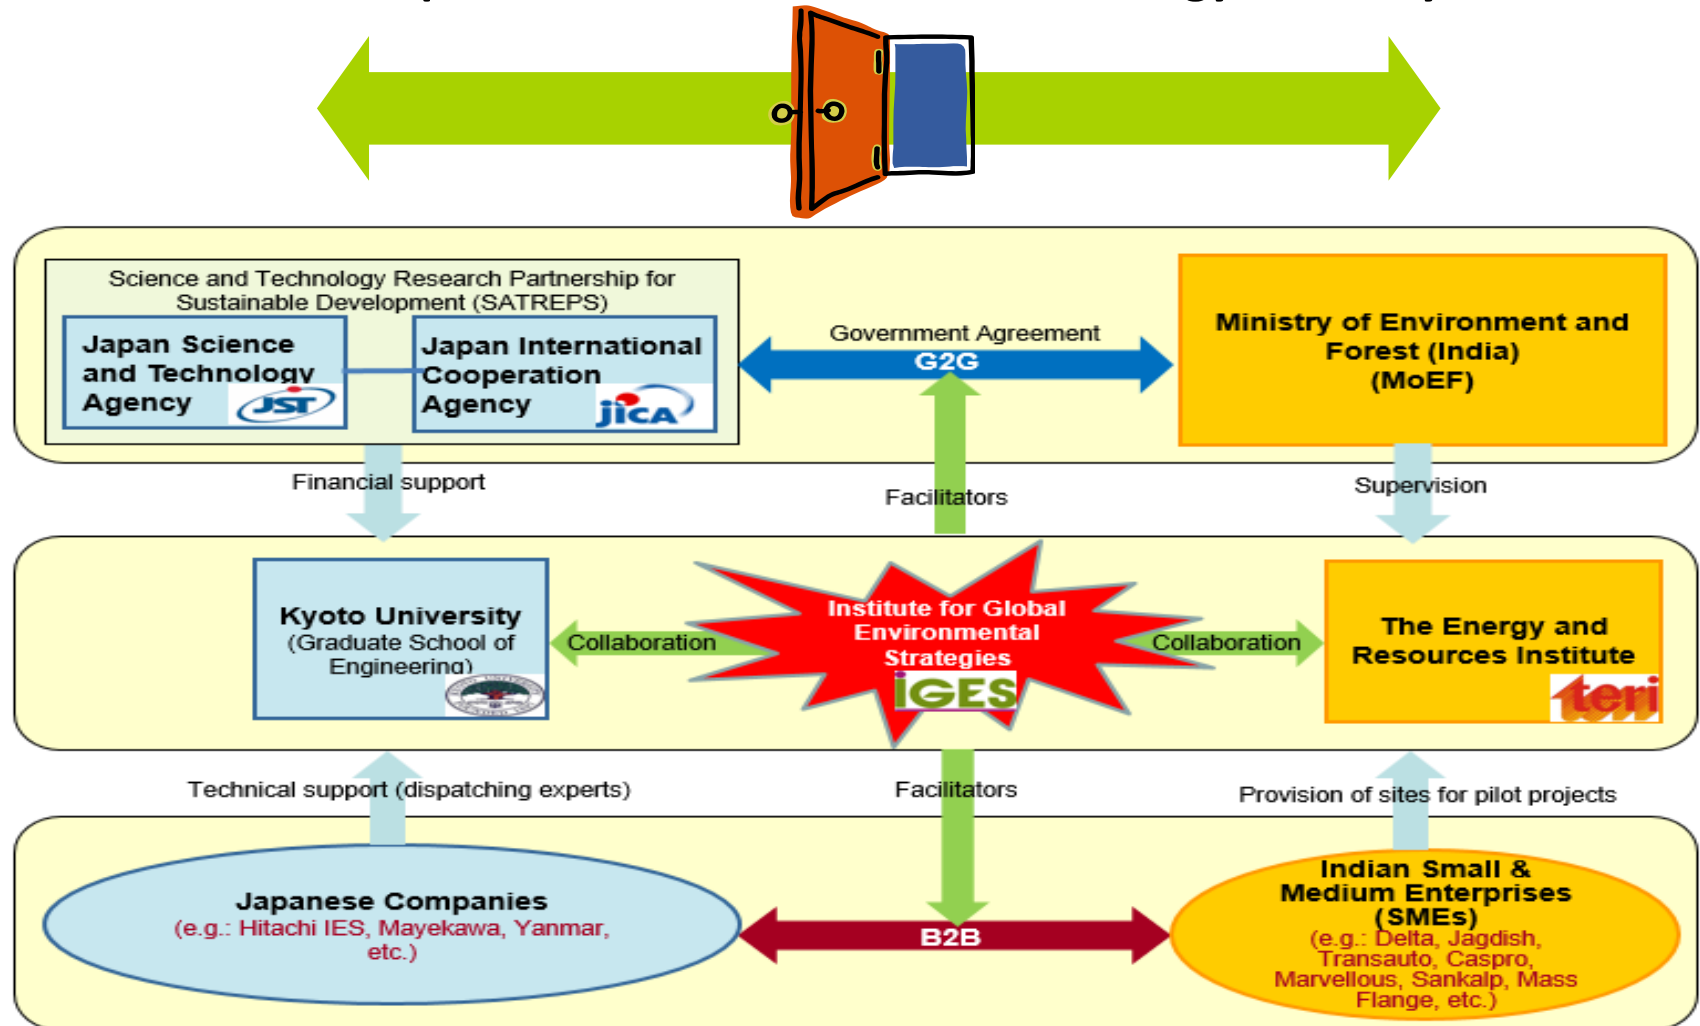 Science and Technology Research Partnership for
Sustainable Development (SATREPS)
Japan Science
and Technology
Agency
JST
Japan International
Cooperation
Agency
jICA
Government Agreement
G2G
Ministry of Environment and
Forest (India)
(MoEF)
Financial support
Facilitators
Supervision
Kyoto University
(Graduate School of
Engineering)
Collaboration
Institute for Global
Environmental
Strategies
iGES
Collaboration
The Energy and
Resources Institute
teri
Technical support (dispatching experts)
Facilitators
Provision of sites for pilot projects
Japanese Companies
(e.g.: Hitachi IES, Mayekawa, Yanmar,
etc.)
B2B
Indian Small &
Medium Enterprises
(SMEs)
(e.g.: Delta, Jagdish,
Transauto, Caspro,
Marvellous, Sankalp, Mass
Flange, etc.)